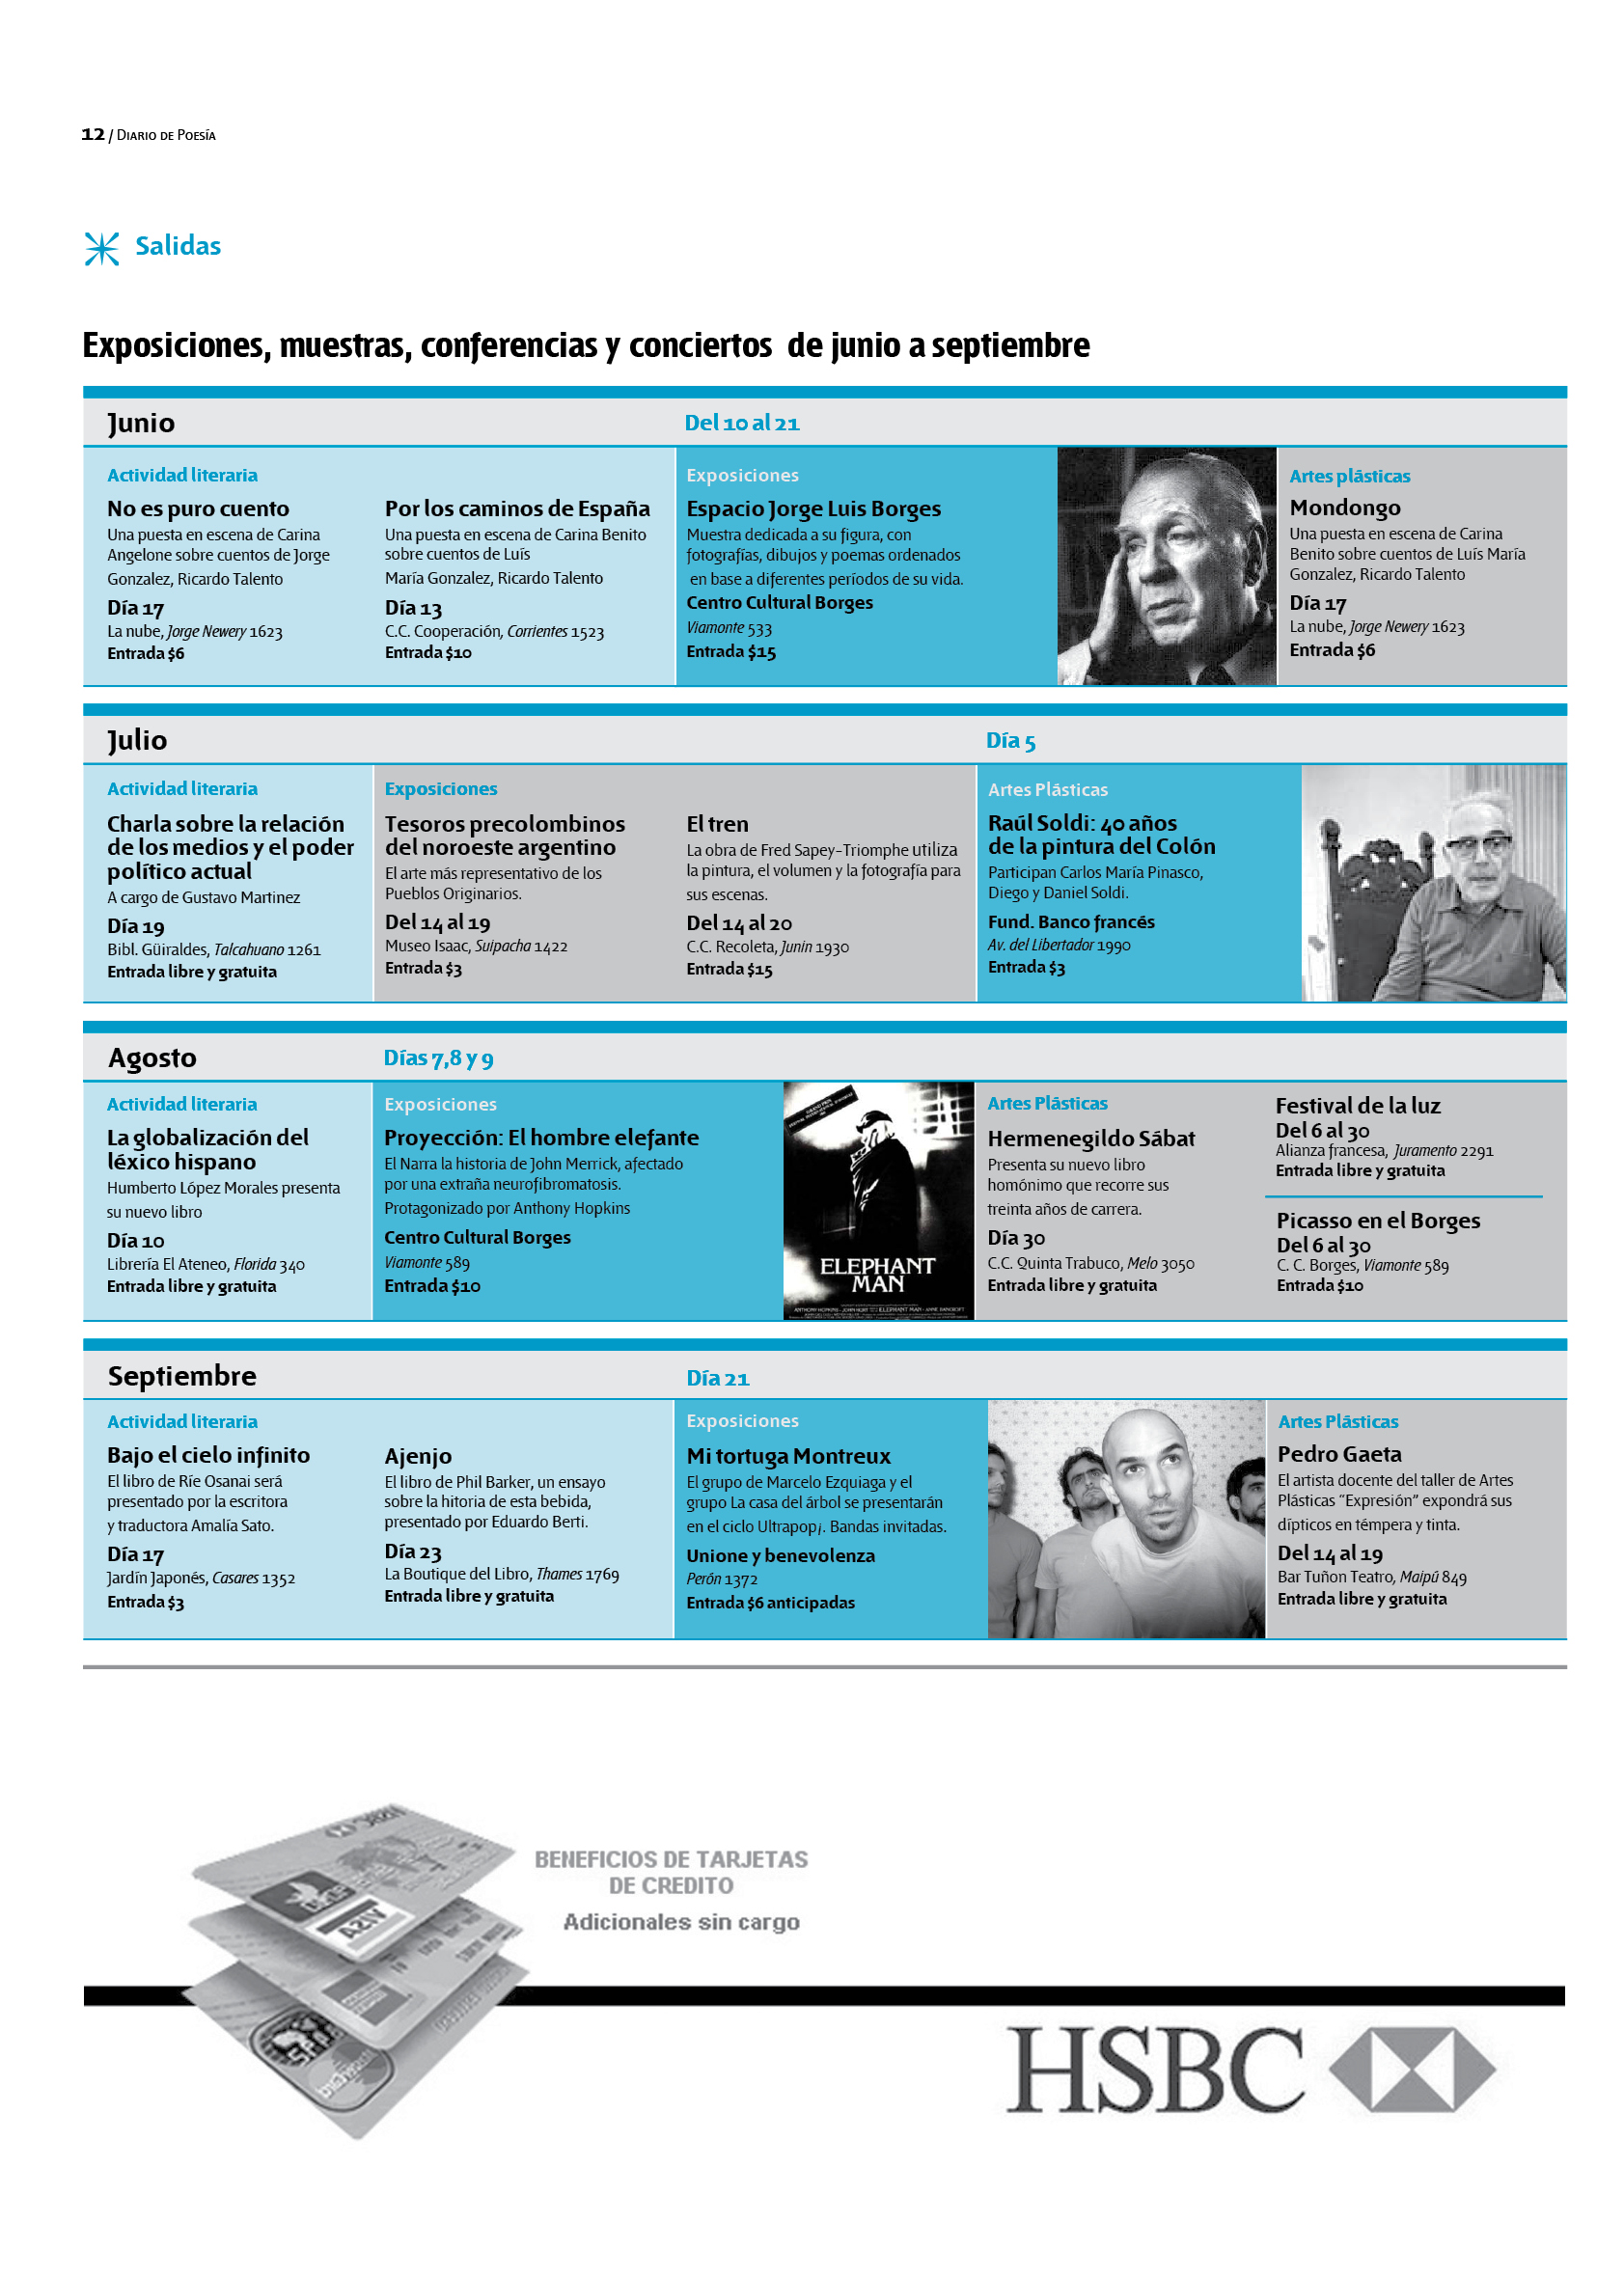 12 / Diario de Poesía
Salidas
Exposiciones, muestras, conferencias y conciertos de junio a septiembre
Junio
Del 10 al 21
Actividad literaria
No es puro cuento
Una puesta en escena de Carina
Angelone sobre cuentos de Jorge
Gonzalez, Ricardo Talento
Día 17
La nube, Jorge Newery 1623
Entrada $6
Por los caminos de España
Una puesta en escena de Carina Benito
sobre cuentos de Luís
María Gonzalez, Ricardo Talento
Día 13
C.C. Cooperación, Corrientes 1523
Entrada $10
Exposiciones
Espacio Jorge Luis Borges
Muestra dedicada a su figura, con
fotografías, dibujos y poemas ordenados
en base a diferentes períodos de su vida.
Centro Cultural Borges
Viamonte 533
Entrada $15
Artes plásticas
Mondongo
Una puesta en escena de Carina
Benito sobre cuentos de Luís María
Gonzalez, Ricardo Talento
Día 17
La nube, Jorge Newery 1623
Entrada $6
Julio
Día 5
Actividad literaria
Charla sobre la relación
de los medios y el poder
político actual
A cargo de Gustavo Martinez
Día 19
Bibl. Güiraldes, Talcahuano 1261
Entrada libre y gratuita
Exposiciones
Tesoros precolombinos
del noroeste argentino
El arte más representativo de los
Pueblos Originarios.
Del 14 al 19
Museo Isaac, Suipacha 1422
Entrada $3
El tren
La obra de Fred Sapey-Triomphe utiliza
la pintura, el volumen y la fotografía para
sus escenas.
Del 14 al 20
C.C. Recoleta, Junin 1930
Entrada $15
Artes Plásticas
Raúl Soldi: 40 años
de la pintura del Colón
Participan Carlos María Pinasco,
Diego y Daniel Soldi.
Fund. Banco francés
Av. del Libertador 1990
Entrada $3
Agosto
Días 7,8 y 9
Actividad literaria
La globalización del
léxico hispano
Humberto López Morales presenta
su nuevo libro
Día 10
Librería El Ateneo, Florida 340
Entrada libre y gratuita
Exposiciones
Proyección: El hombre elefante
El Narra la historia de John Merrick, afectado
por una extraña neurofibromatosis.
Protagonizado por Anthony Hopkins
Centro Cultural Borges
Viamonte 589
Entrada $10
ELEPHANT
MAN
Artes Plásticas
Hermenegildo Sábat
Presenta su nuevo libro
homónimo que recorre sus
treinta años de carrera.
Día 30
C.C. Quinta Trabuco, Melo 3050
Entrada libre y gratuita
Festival de la luz
Del 6 al 30
Alianza francesa, Juramento 2291
Entrada libre y gratuita
Picasso en el Borges
Del 6 al 30
C. C. Borges, Viamonte 589
Entrada $10
Septiembre
Día 21
Actividad literaria
Bajo el cielo infinito
El libro de Ríe Osanai será
presentado por la escritora
y traductora Amalía Sato.
Día 17
Jardín Japonés, Casares 1352
Entrada $3
Ajenjo
El libro de Phil Barker, un ensayo
sobre la hitoria de esta bebida,
presentado por Eduardo Berti.
Día 23
La Boutique del Libro, Thames 1769
Entrada libre y gratuita
Exposiciones
Mi tortuga Montreux
El grupo de Marcelo Ezquiaga y el
grupo La casa del árbol se presentarán
en el ciclo Ultrapop¡. Bandas invitadas.
Unione y benevolenza
Perón 1372
Entrada $6 anticipadas
Artes Plásticas
Pedro Gaeta
El artista docente del taller de Artes
Plásticas “Expresión” expondrá sus
dípticos en témpera y tinta.
Del 14 al 19
Bar Tuñon Teatro, Maipú 849
Entrada libre y gratuita
BENEFICIOS DE TARJETAS
DE CREDITO
Adicionales sin cargo
VISA
HSBC